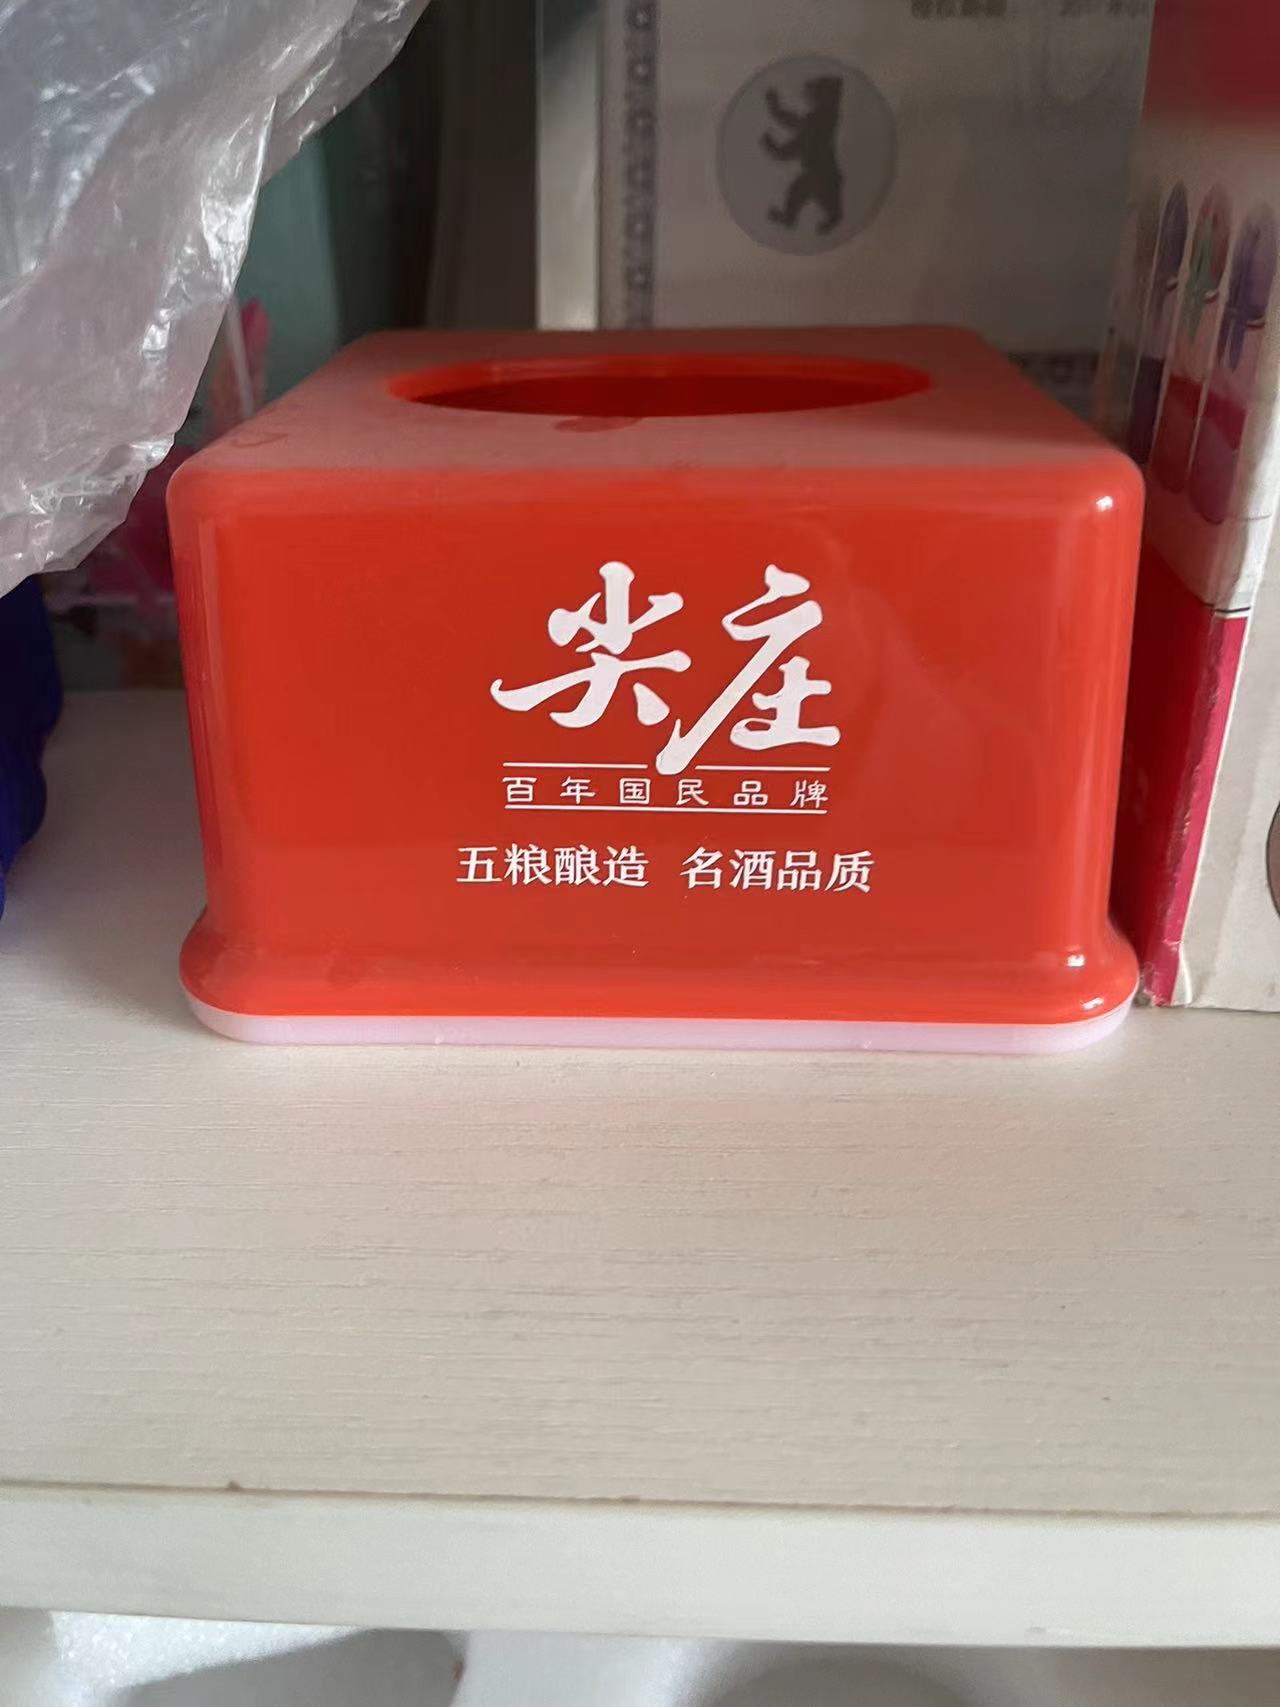 尖庄
百年国民品牌
五粮酿造 名酒品质